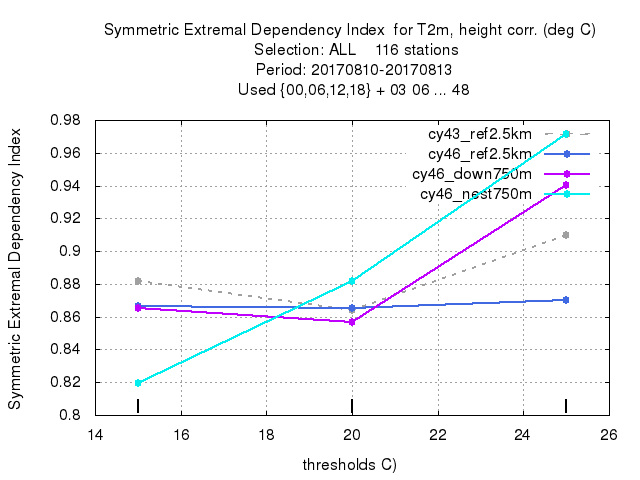 Symmetric Extremal Dependency Index  for T2m, height corr. (deg C)
Selection: ALL    116 stations
Period: 20170810-20170813
Used {00,06,12,18} + 03 06 ... 48
Symmetric Extremal Dependency Index
0.98
0.96
0.94
0.92
0.9
0.88
0.86
0.84
0.82
0.8
cy43_ref2.5km
cy46_ref2.5km
cy46_down750m
cy46_nest750m
14
16
18
20
22
24
26
thresholds C)